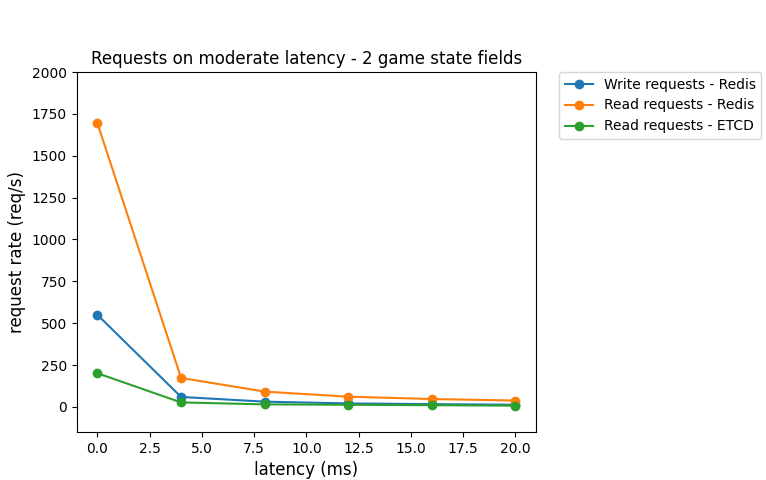 Requests on moderate latency - 2 game state fields
Write requests - Redis
Read requests - Redis
Read requests - ETCD
2000
1750
1500
1250
1000
750
500
250
0
request rate (req/s)
0.0 2.5 5.0 7.5 10.0 12.5 15.0 17.5 20.0
latency (ms)